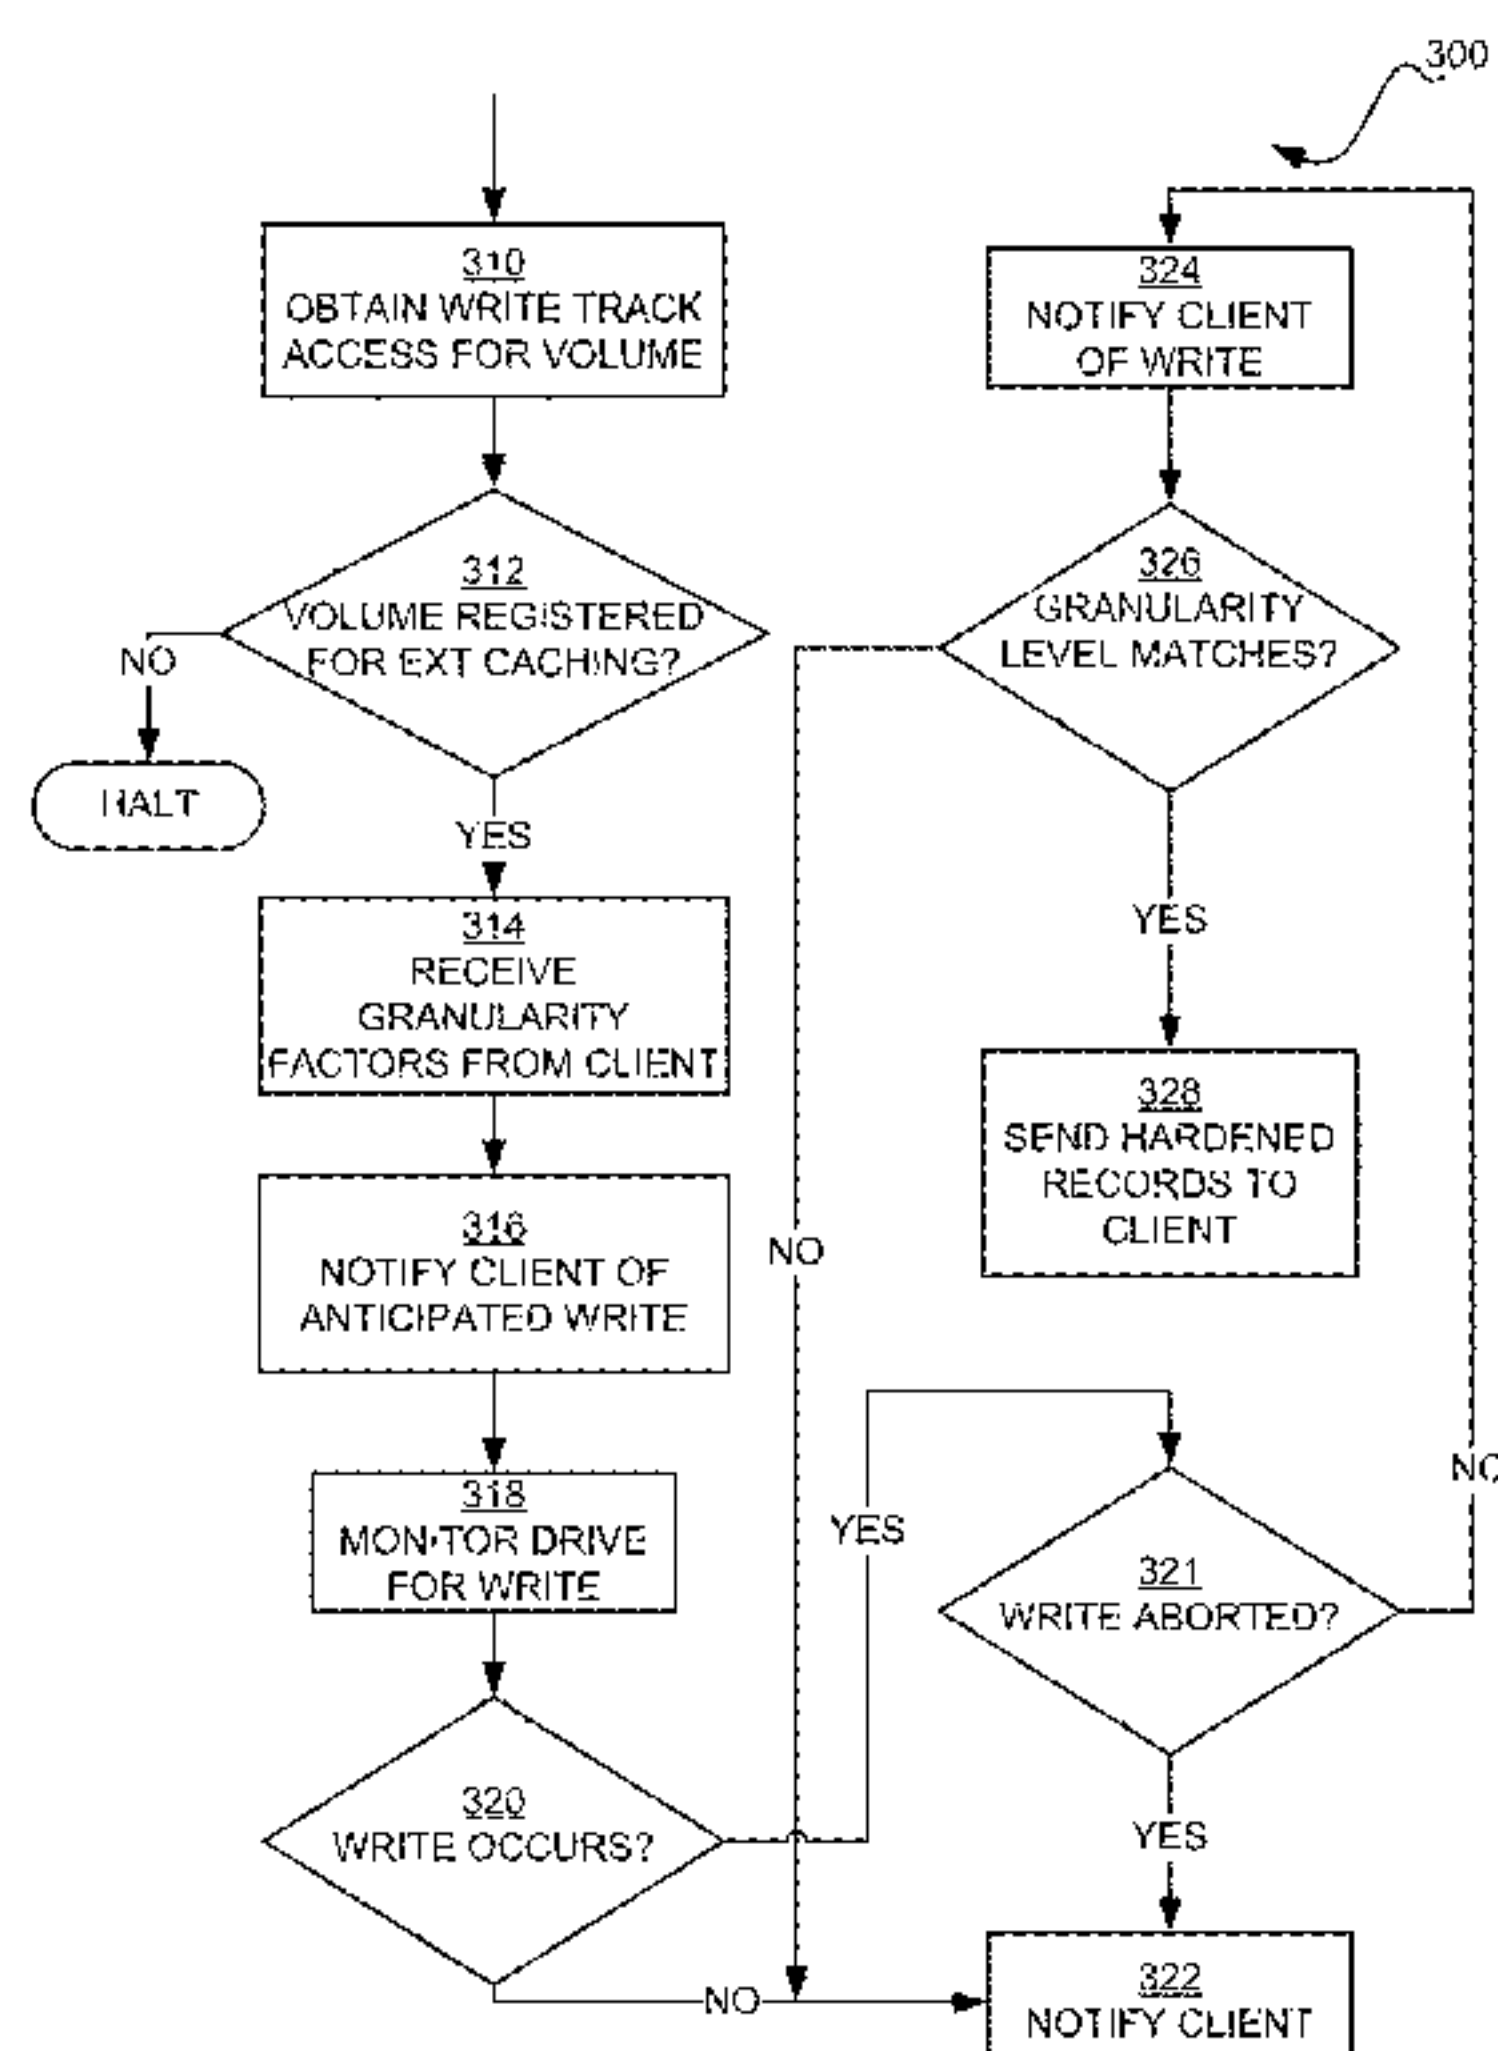 300
310
OBTAIN WRITE TRACK
ACCESS FOR VOLUME
312
VOLUME REGISTERED
FOR EXT CACHING?
NO
HALT
YES
314
RECEIVE
GRANULARITY
FACTORS FROM CLIENT
316
NOTIFY CLIENT OF
ANTICIPATED WRITE
318
MONITOR DRIVE
FOR WRITE
320
WRITE OCCURS?
YES
NO
321
WRITE ABORTED?
NO
YES
322
NOTIFY CLIENT
324
NOTIFY CLIENT
OF WRITE
326
GRANULARITY
LEVEL MATCHES?
NO
YES
328
SEND HARDENED
RECORDS TO
CLIENT